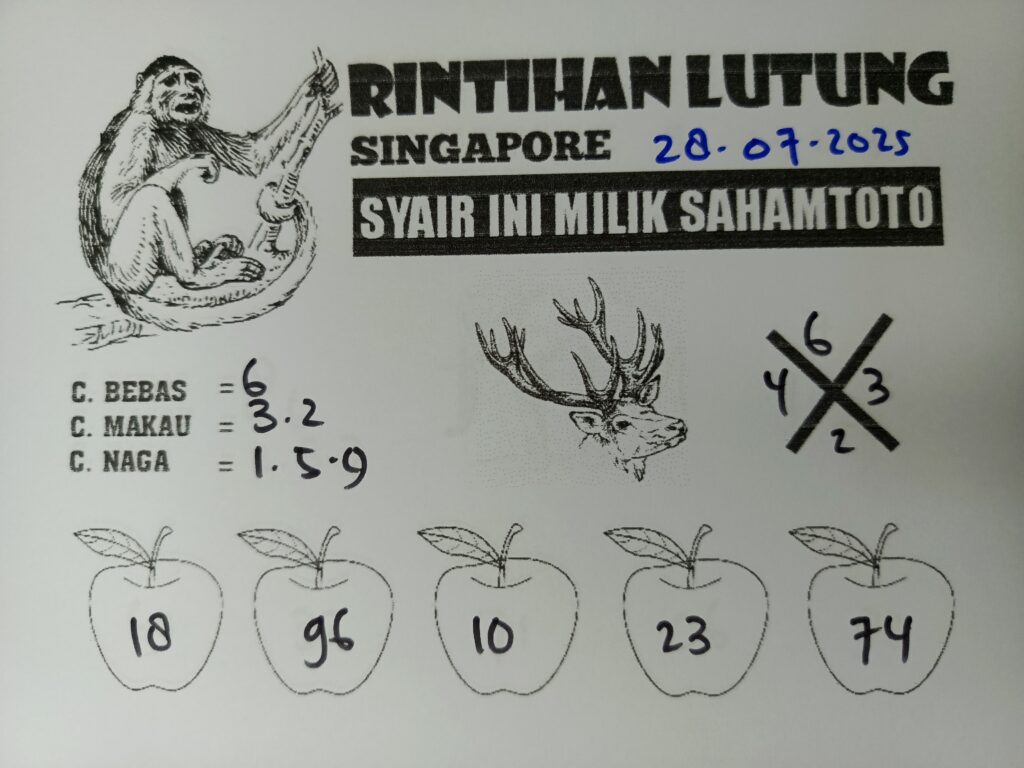 RINTIHAN LUTUNG
SINGAPORE 28.07.2025
SYAIR INI MILIK SAHAMTOTO
C. BEBAS = 6
C. MAKAU = 3.2
C. NAGA = 1.5.9
6
4 3
2
18 96 10 23 74